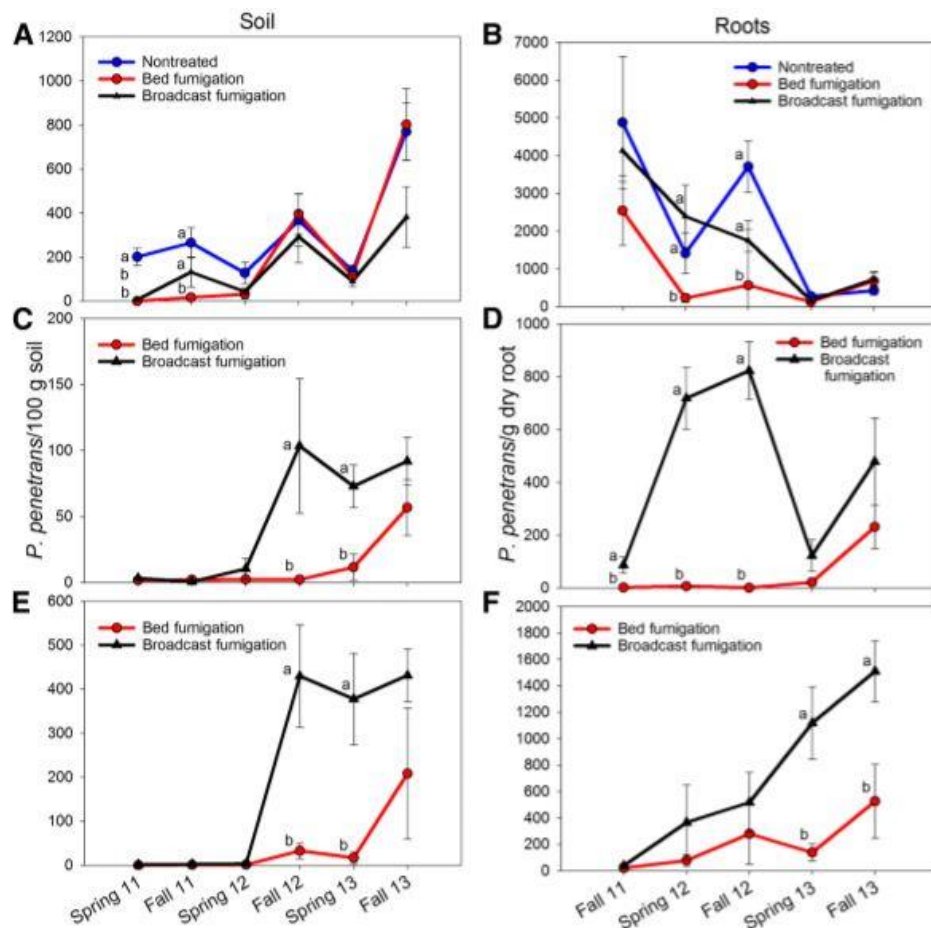 Soil
Roots
A
1200
1000
800
600
400
200
0
Nontreated
Bed fumigation
Broadcast fumigation
a
b
b
a
a
b
B
7000
6000
5000
4000
3000
2000
1000
0
Nontreated
Bed fumigation
Broadcast fumigation
a
a
b
a
a
b
C
200
150
100
50
0
Bed fumigation
Broadcast fumigation
a
a
b
b
P. penetrans/100 g soil
D
1000
800
600
400
200
0
Bed fumigation
Broadcast
fumigation
a
b
a
b
a
b
P. penetrans/g dry root
E
600
500
400
300
200
100
0
Bed fumigation
Broadcast fumigation
a
a
b
b
Spring 11
Fall 11
Spring 12
Fall 12
Spring 13
Fall 13
F
2000
1800
1600
1400
1200
1000
800
600
400
200
0
Bed fumigation
Broadcast fumigation
a
a
b
b
Fall 11
Spring 12
Fall 12
Spring 13
Fall 13